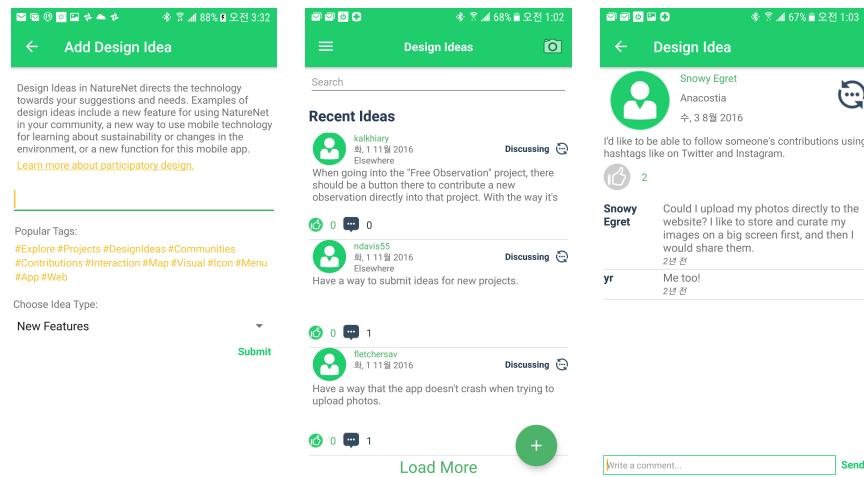 88% 오전 3:32
Add Design Idea
Design Ideas in NatureNet directs the technology
towards your suggestions and needs. Examples of
design ideas include a new feature for using NatureNet
in your community, a new way to use mobile technology
for learning about sustainability or changes in the
environment, or a new function for this mobile app.
Learn more about participatory design.
Popular Tags:
#Explore #Projects #DesignIdeas #Communities
#Contributions #Interaction #Map #Visual #Icon #Menu
#App #Web
Choose Idea Type:
New Features
Submit
68% 오전 1:02
Design Ideas
Search
Recent Ideas
kalkhiary
화, 1 11월 2016
Discussing
Elsewhere
When going into the "Free Observation" project, there
should be a button there to contribute a new
observation directly into that project. With the way it's
0 0
ndavis55
화, 1 11월 2016
Discussing
Elsewhere
Have a way to submit ideas for new projects.
0 1
fletchersav
화, 1 11월 2016
Discussing
Have a way that the app doesn't crash when trying to
upload photos.
0 1
+
Load More
67% 오전 1:03
Design Idea
Snowy Egret
Anacostia
수, 3 8월 2016
I'd like to be able to follow someone's contributions using
hashtags like on Twitter and Instagram.
2
Snowy Egret
Could I upload my photos directly to the
website? I like to store and curate my
images on a big screen first, and then I
would share them.
2년 전
yr
Me too!
2년 전
Write a comment...
Send